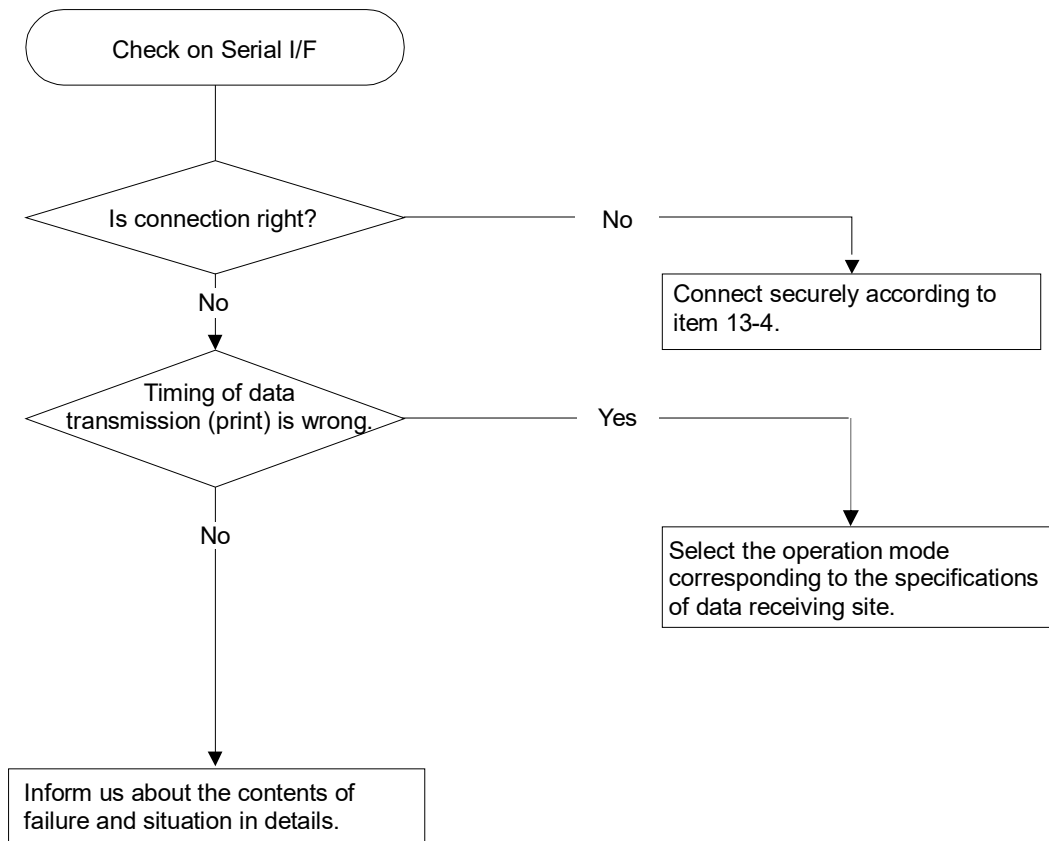 Check on Serial I/F
Is connection right?
No
Connect securely according to
item 13-4.
No
Timing of data
transmission (print) is wrong.
Yes
Select the operation mode
corresponding to the specifications
of data receiving site.
No
Inform us about the contents of
failure and situation in details.